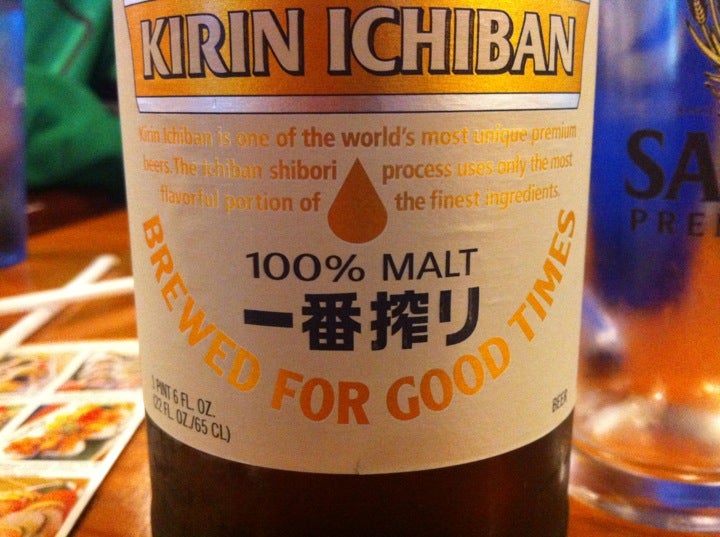 KIRIN ICHIBAN
Kirin Ichiban is one of the world's most unique premium
beers. The ichiban shibori process uses only the most
flavorful portion of the finest ingredients.
100% MALT
一番搾り
BREWED FOR GOOD TIMES
1 PINT 6 FL. OZ.
(22 FL. OZ./65 CL)
BEER
SA
PRE